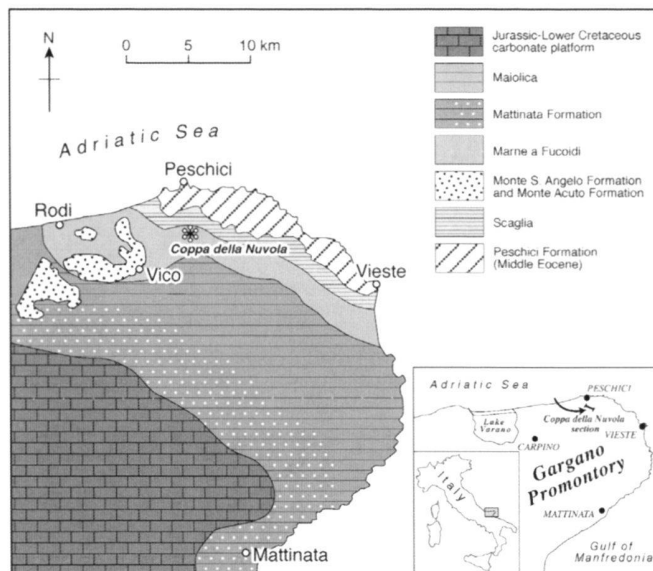 N
0 5 10 km
Adriatic Sea
Peschici
Rodi
Coppa della Nuvola
Vico
Vieste
Mattinata
Jurassic-Lower Cretaceous
carbonate platform
Maiolica
Mattinata Formation
Marne a Fucoidi
Monte S. Angelo Formation
and Monte Acuto Formation
Scaglia
Peschici Formation
(Middle Eocene)
Adriatic Sea
PESCHICI
Lake
Varano
Coppa della Nuvola
section
VIESTE
CARPINO
Gargano
Promontory
Italy
MATTINATA
Gulf of
Manfredonia